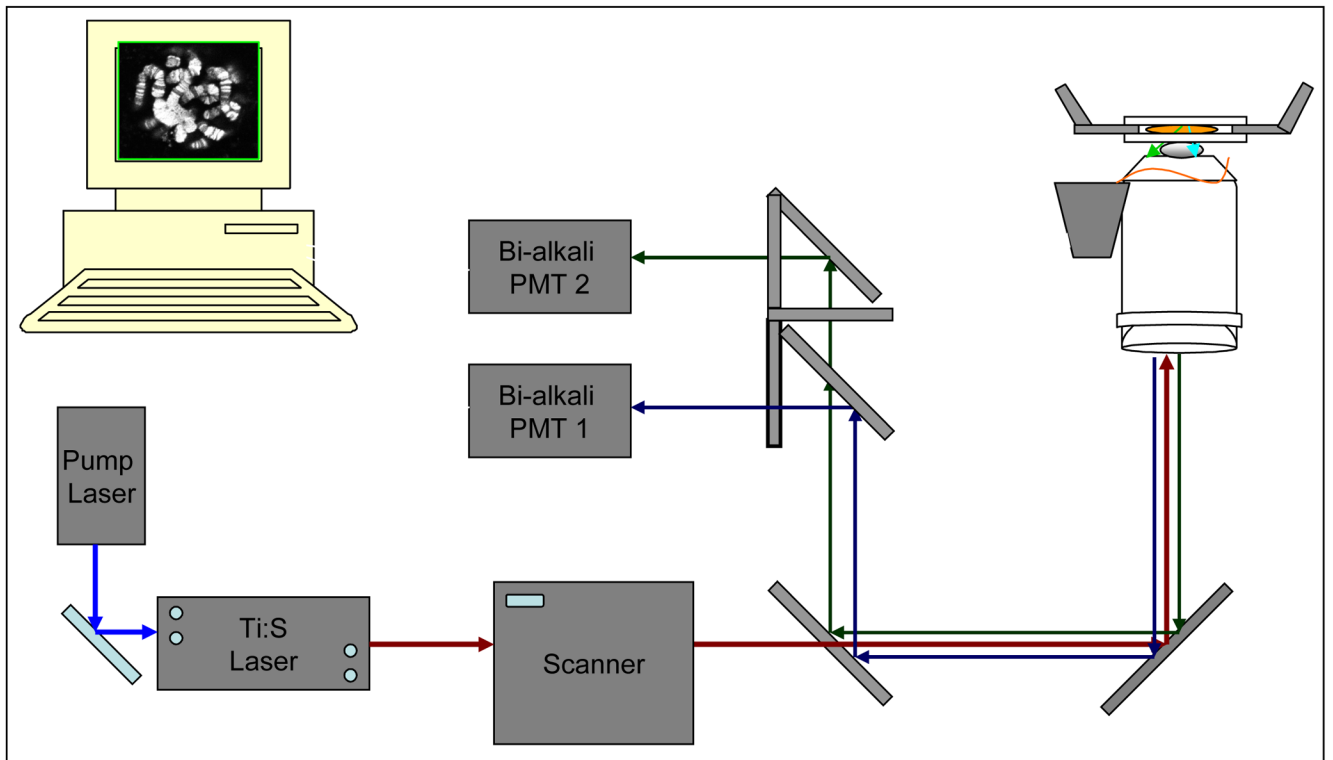 Bi-alkali
PMT 2
Bi-alkali
PMT 1
Pump
Laser
Ti:S
Laser
Scanner